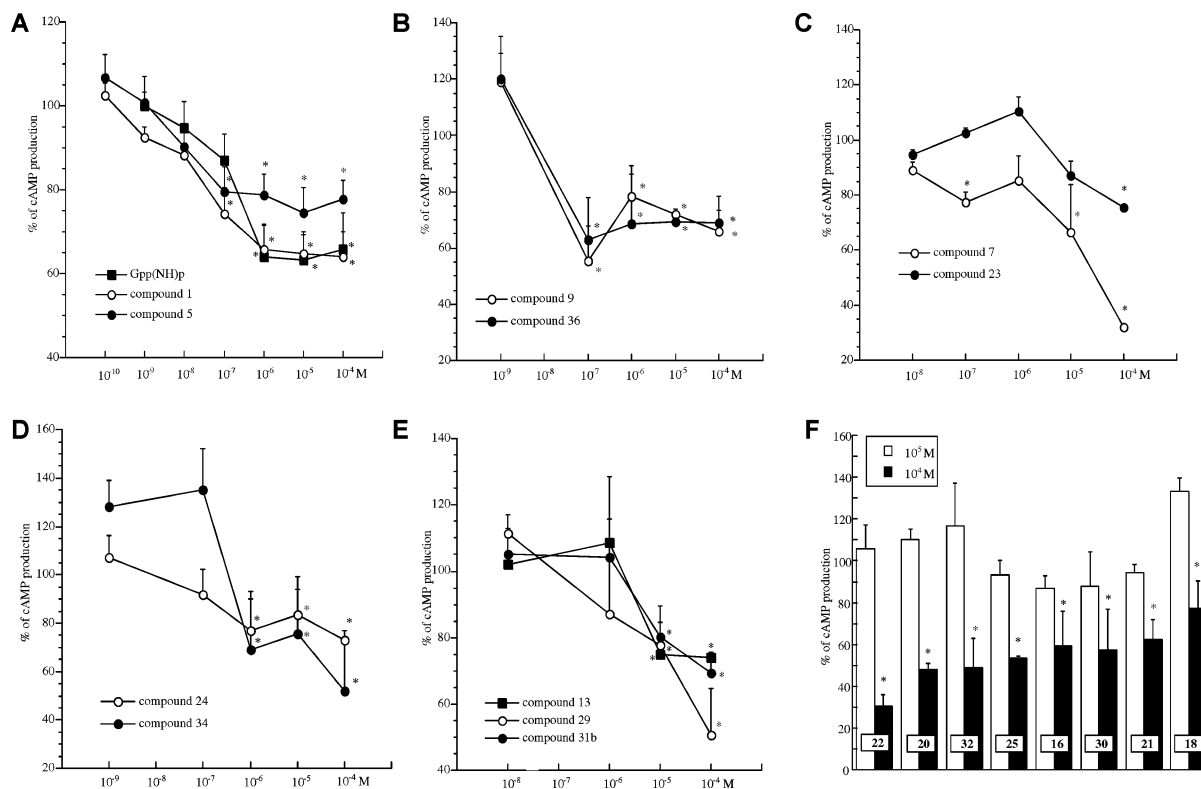 A
120
100
80
60
40
% of cAMP production
Gpp(NH)p
compound 1
compound 5
10⁻¹⁰ 10⁻⁹ 10⁻⁸ 10⁻⁷ 10⁻⁶ 10⁻⁵ 10⁻⁴ M
B
140
120
100
80
60
40
20
% of cAMP production
compound 9
compound 36
10⁻⁹ 10⁻⁸ 10⁻⁷ 10⁻⁶ 10⁻⁵ 10⁻⁴ M
C
140
120
100
80
60
40
20
% of cAMP production
compound 7
compound 23
10⁻⁸ 10⁻⁷ 10⁻⁶ 10⁻⁵ 10⁻⁴ M
D
160
140
120
100
80
60
40
20
% of cAMP production
compound 24
compound 34
10⁻⁹ 10⁻⁸ 10⁻⁷ 10⁻⁶ 10⁻⁵ 10⁻⁴ M
E
140
120
100
80
60
40
% of cAMP production
compound 13
compound 29
compound 31b
10⁻⁸ 10⁻⁷ 10⁻⁶ 10⁻⁵ 10⁻⁴ M
F
160
140
120
100
80
60
40
20
0
% of cAMP production
10⁵ M
10⁴ M
22 20 32 25 16 30 21 18